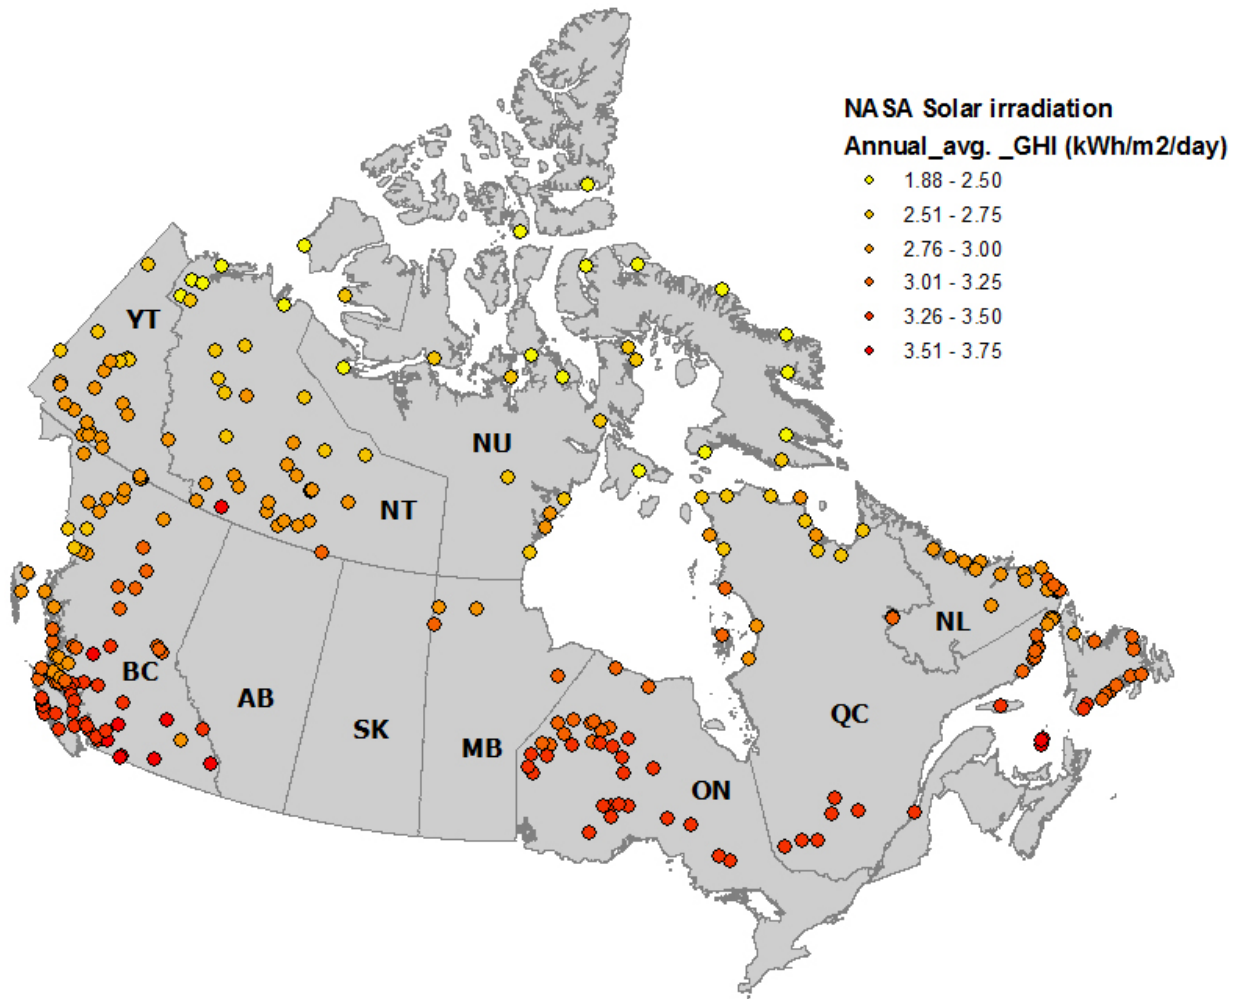 NASA Solar irradiation
Annual_avg. _GHI (kWh/m2/day)
1.88 - 2.50
2.51 - 2.75
2.76 - 3.00
3.01 - 3.25
3.26 - 3.50
3.51 - 3.75
YT
NU
NT
NL
BC
AB
SK
MB
ON
QC